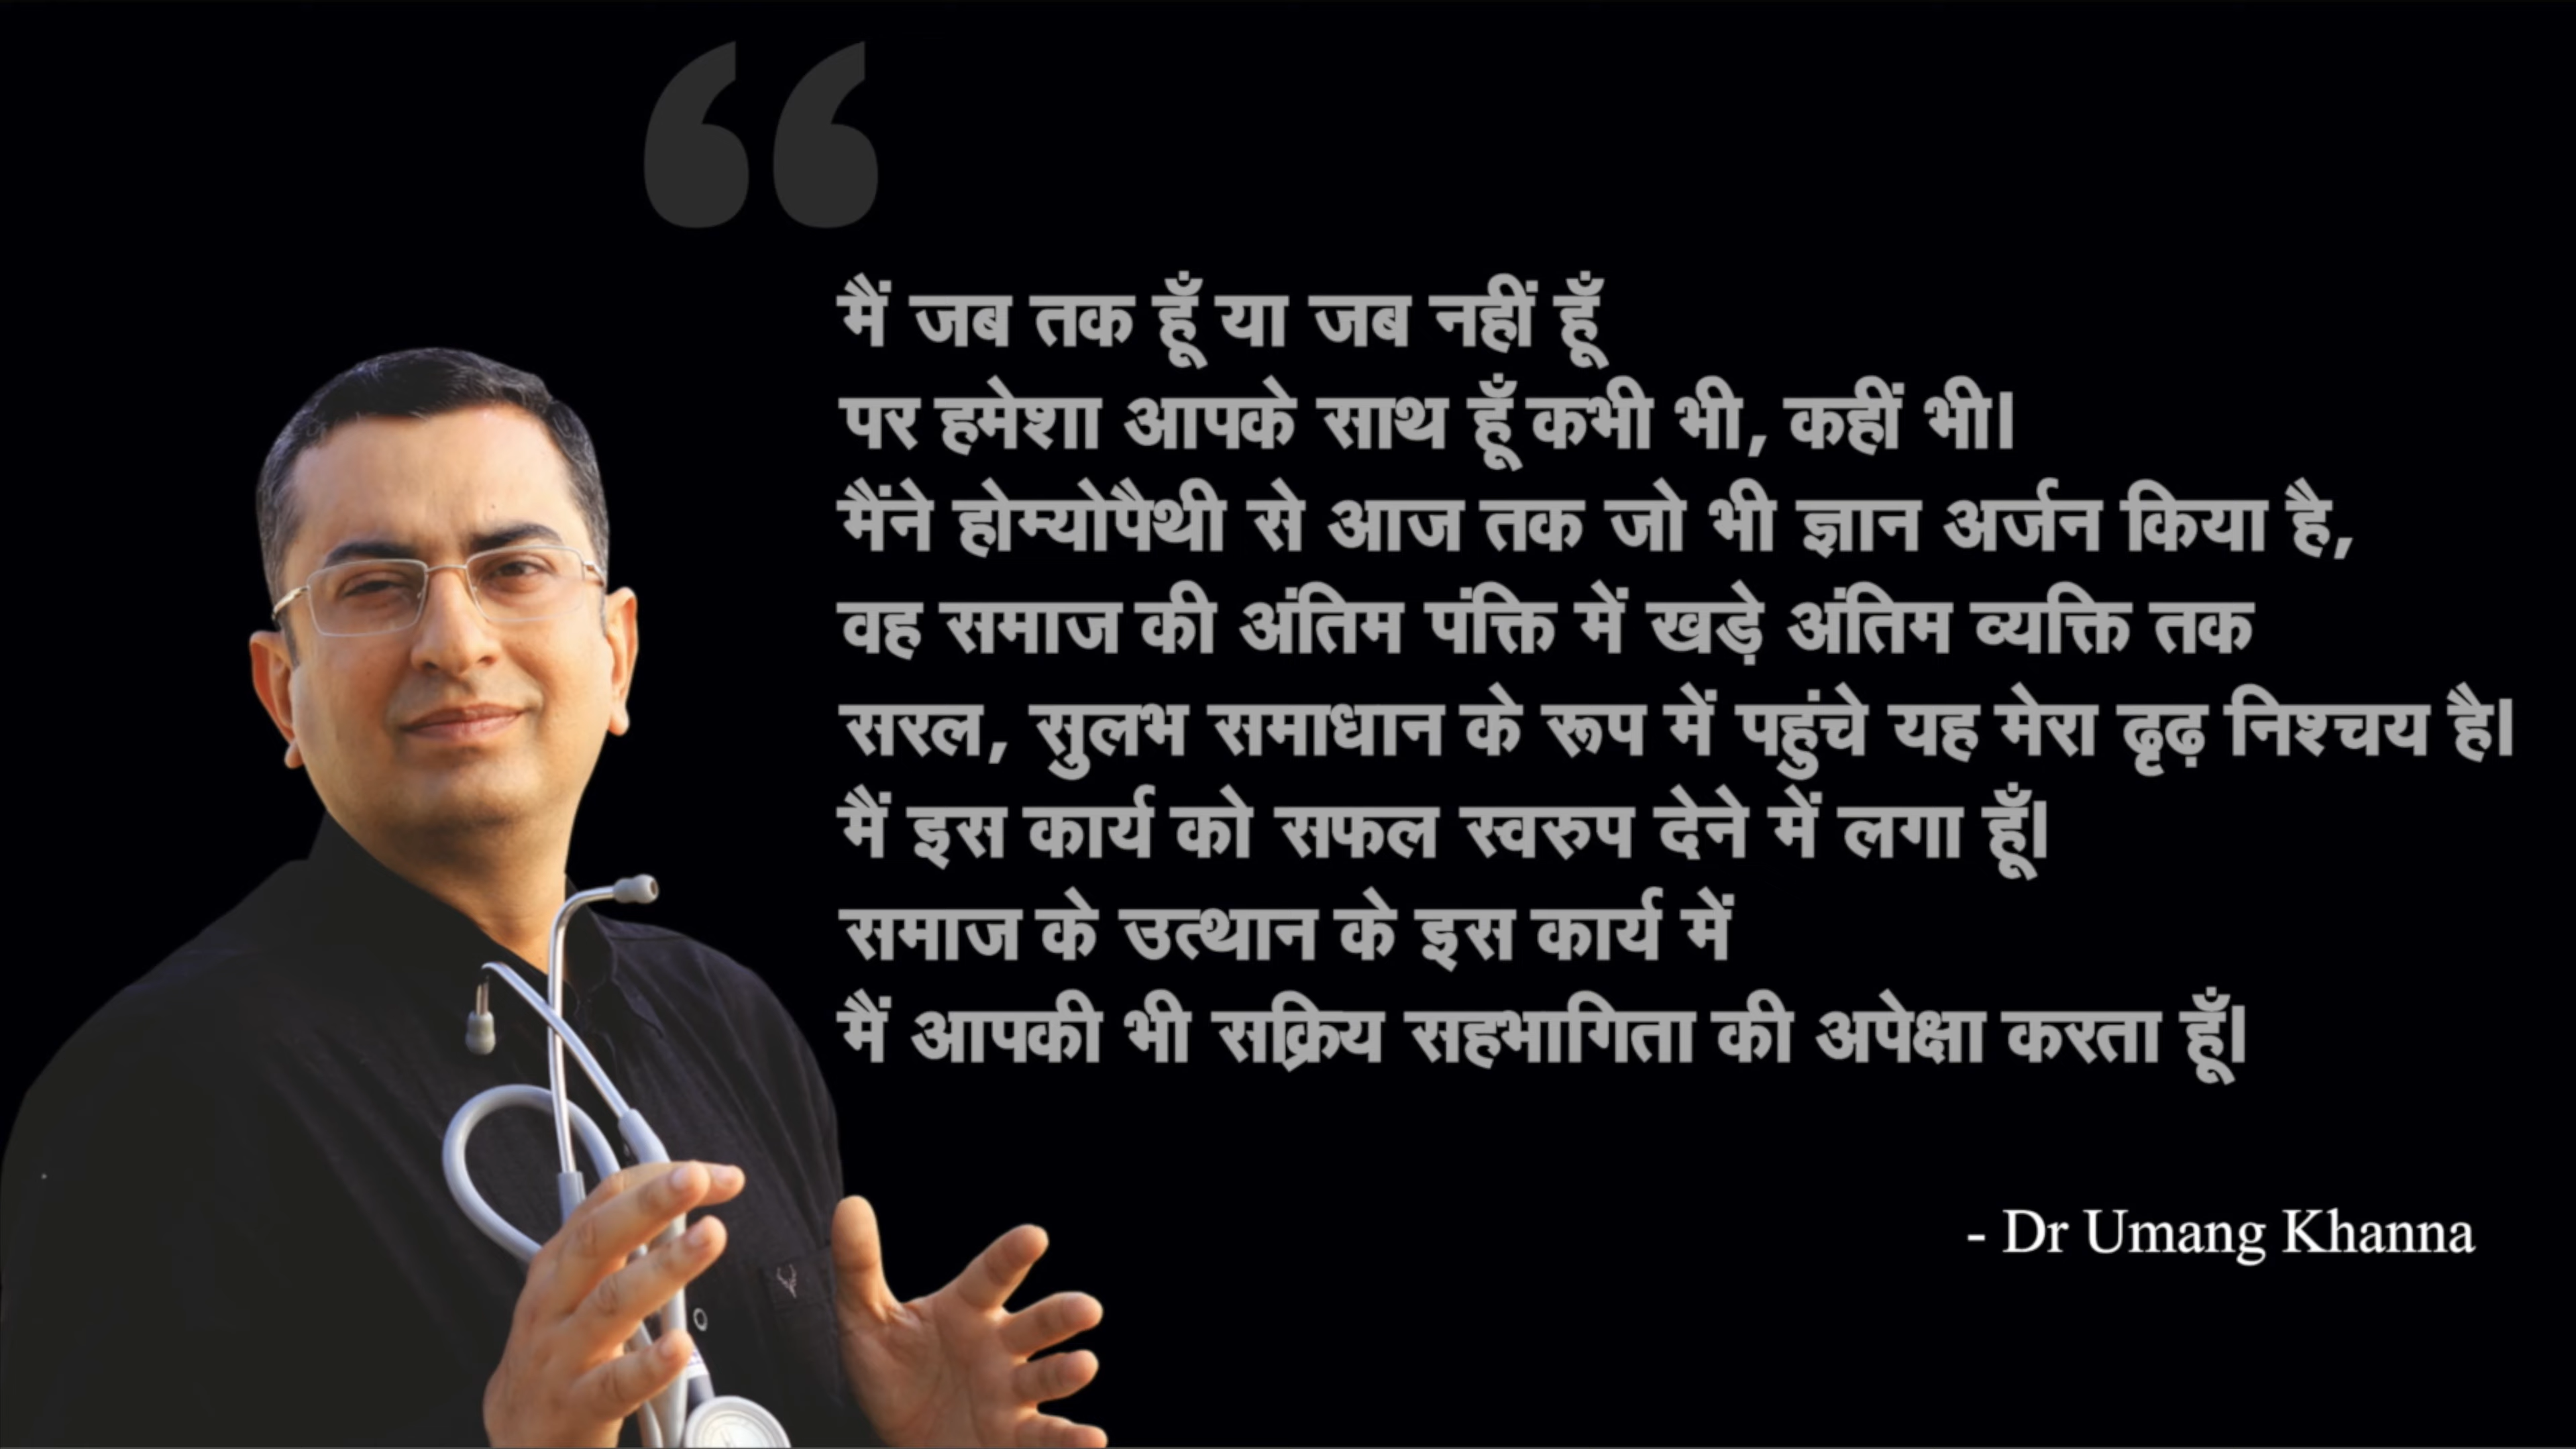 “
मैं जब तक हूँ या जब नहीं हूँ
पर हमेशा आपके साथ हूँ कभी भी, कहीं भी।
मैंने होम्योपैथी से आज तक जो भी ज्ञान अर्जन किया है,
वह समाज की अंतिम पंक्ति में खड़े अंतिम व्यक्ति तक
सरल, सुलभ समाधान के रूप में पहुंचे यह मेरा ढृढ़ निश्चय है।
मैं इस कार्य को सफल स्वरुप देने में लगा हूँ।
समाज के उत्थान के इस कार्य में
मैं आपकी भी सक्रिय सहभागिता की अपेक्षा करता हूँ।
- Dr Umang Khanna